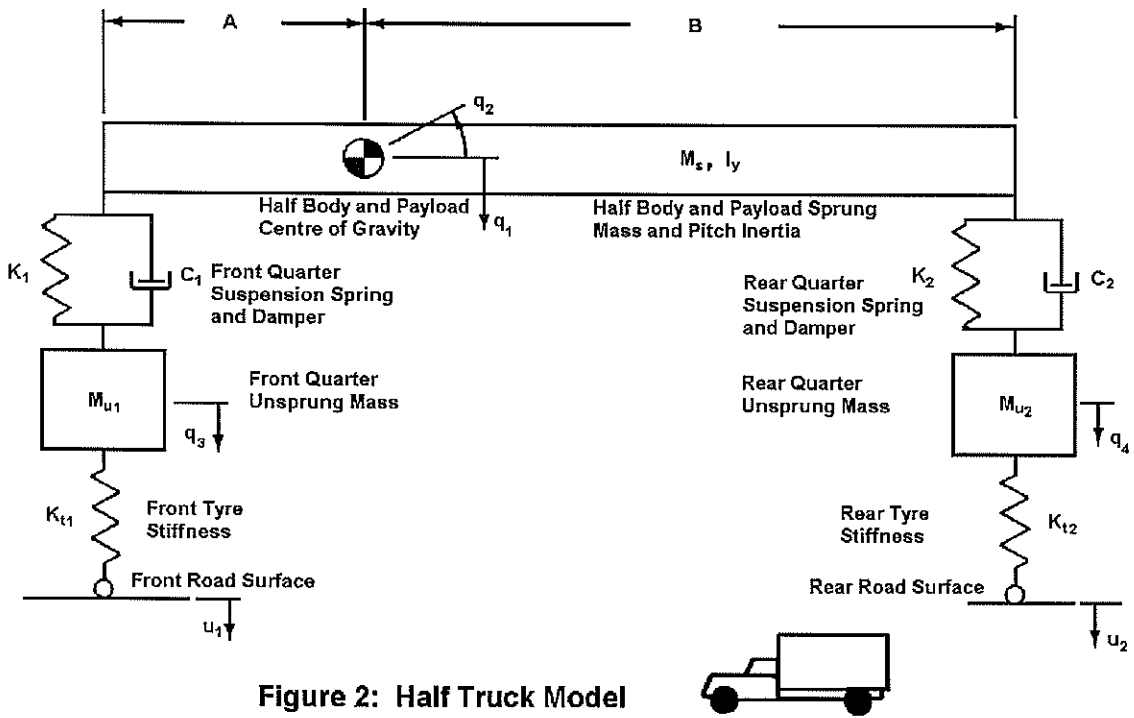 A
B
q2
Ms, Iy
Half Body and Payload
Centre of Gravity
q1
Half Body and Payload Sprung
Mass and Pitch Inertia
K1
C1
Front Quarter
Suspension Spring
and Damper
Rear Quarter
Suspension Spring
and Damper
K2
C2
Mu1
Front Quarter
Unsprung Mass
q3
Rear Quarter
Unsprung Mass
Mu2
q4
Kt1
Front Tyre
Stiffness
Rear Tyre
Stiffness
Kt2
Front Road Surface
Rear Road Surface
u1
u2
Figure 2: Half Truck Model